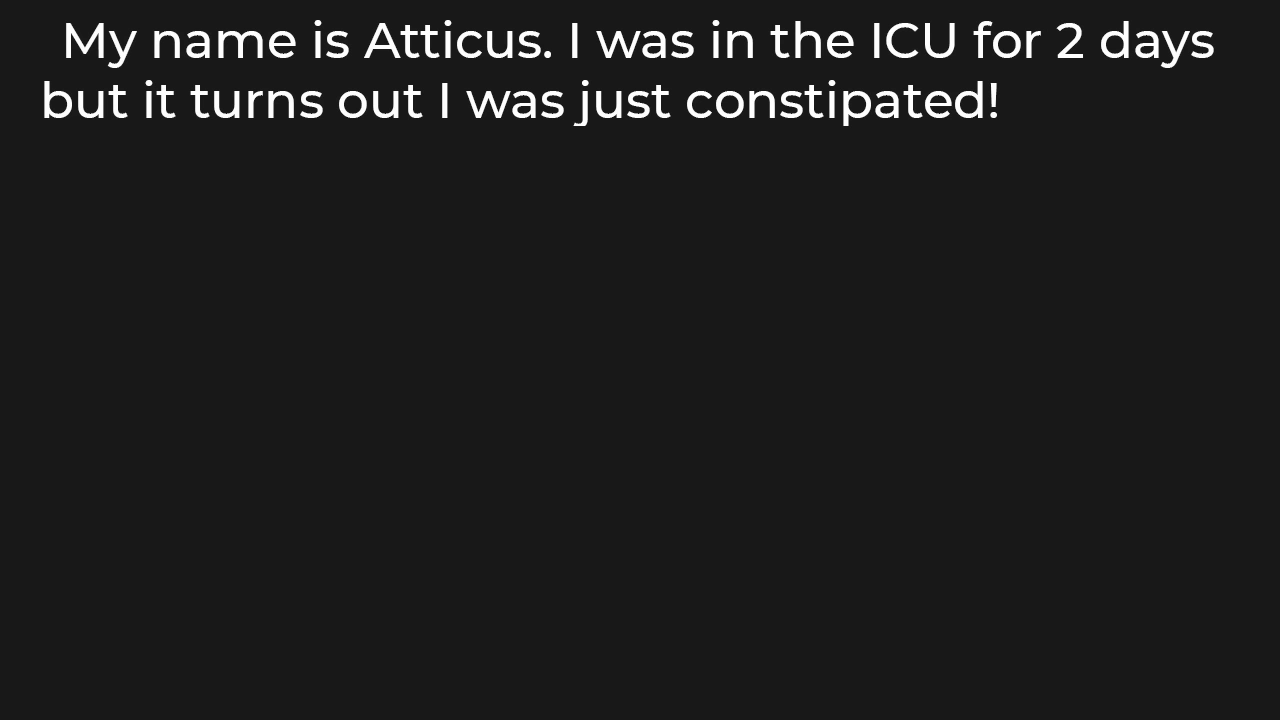 My name is Atticus. I was in the ICU for 2 days
but it turns out I was just constipated!